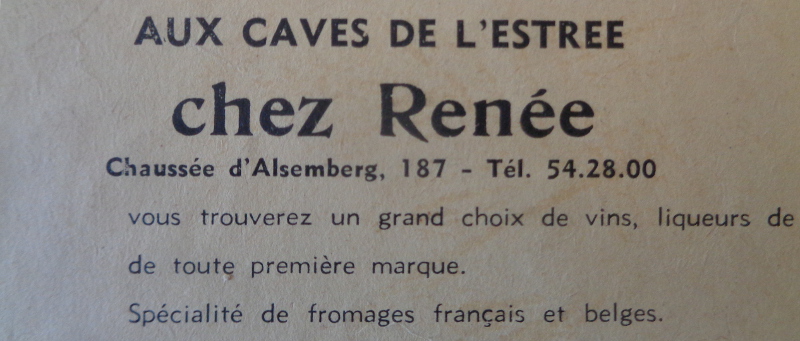 AUX CAVES DE L'ESTREE
chez Renée
Chaussée d'Alsemberg, 187 - Tél. 54.28.00
vous trouverez un grand choix de vins, liqueurs de
de toute première marque.
Spécialité de fromages français et belges.